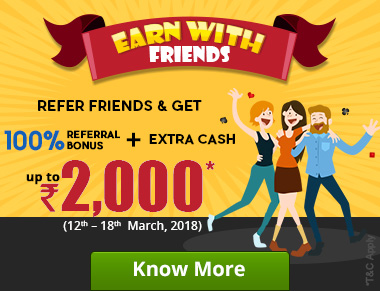 EARN WITH
FRIENDS
REFER FRIENDS & GET
100% REFERRAL BONUS + EXTRA CASH
up to ₹2,000*
(12th – 18th March, 2018)
Know More
*T&C Apply